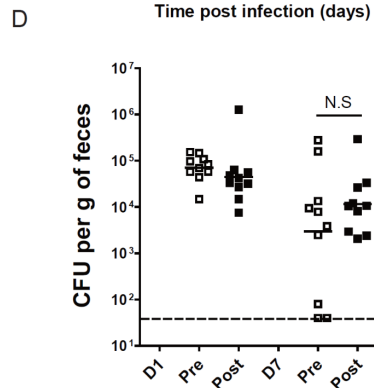 Time post infection (days)
D
N.S
CFU per g of feces
10⁷
10⁶
10⁵
10⁴
10³
10²
10¹
D1 Pre Post D7 Pre Post